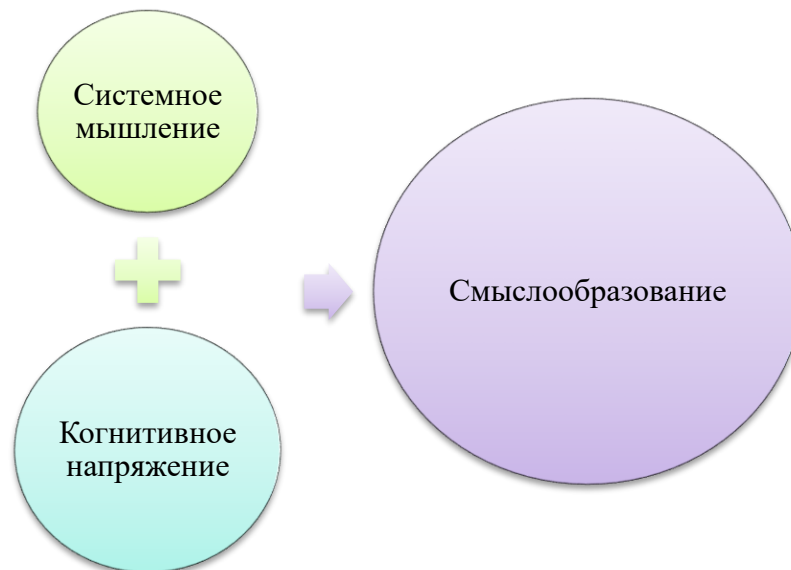 Системное
мышление
Когнитивное
напряжение
Смыслообразование